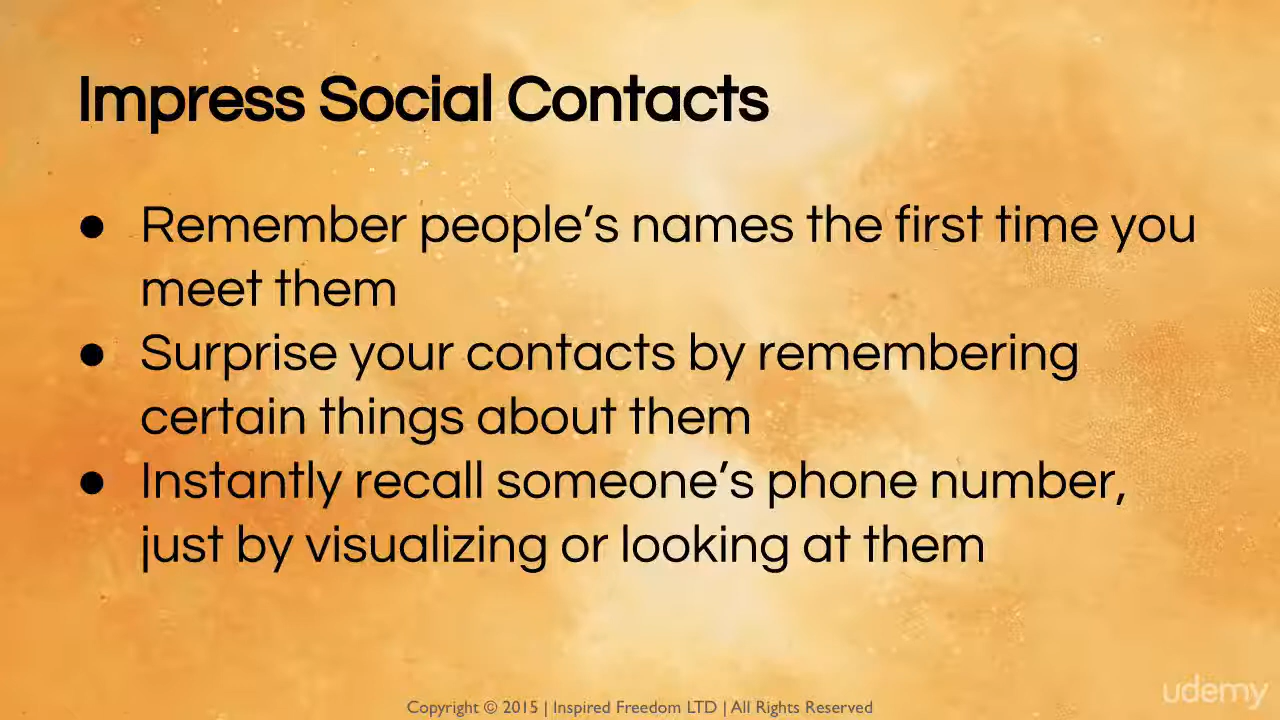 Impress Social Contacts
● Remember people’s names the first time you
meet them
● Surprise your contacts by remembering
certain things about them
● Instantly recall someone’s phone number,
just by visualizing or looking at them
Copyright © 2015 | Inspired Freedom LTD | All Rights Reserved
udemy